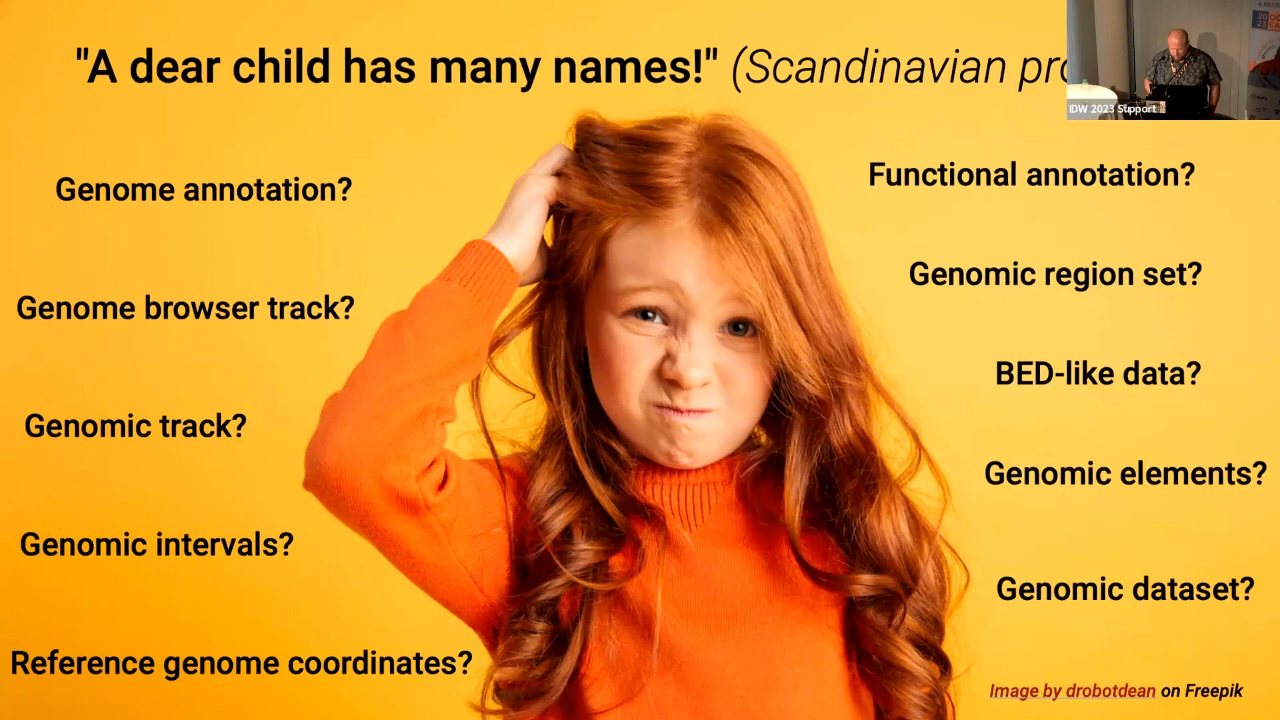 "A dear child has many names!" (Scandinavian
IDW 2023 Support
Genome annotation?
Genome browser track?
Genomic track?
Genomic intervals?
Reference genome coordinates?
Functional annotation?
Genomic region set?
BED-like data?
Genomic elements?
Genomic dataset?
Image by drobotdean on Freepik